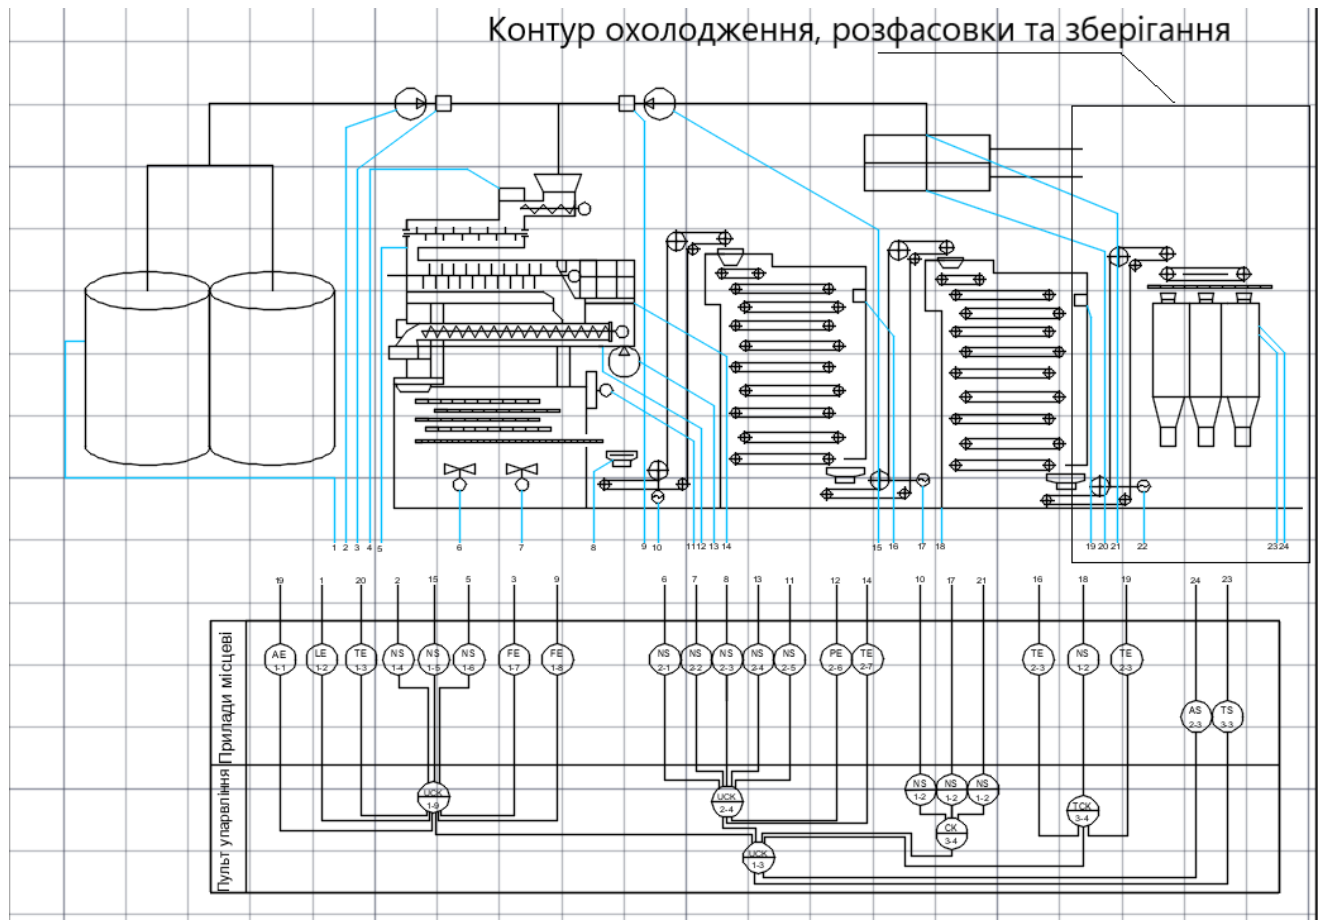 Контур охолодження, розфасовки та зберігання
1 2 3 4 5 6 7 8 9 10 11 12 13 14 15 16 17 18 19 20 21 22 23 24
19 1 20 2 15 5 3 9 6 7 8 13 11 12 14 10 17 21 16 18 19 24 23
Прилади місцеві
AE 1-1
LE 1-2
TE 1-3
NS 1-4
NS 1-5
NS 1-6
FE 1-7
FE 1-8
NS 2-1
NS 2-2
NS 2-3
NS 2-4
NS 2-5
PE 2-6
TE 2-7
TE 2-3
NS 1-2
TE 2-3
AS 2-3
TS 3-3
Пульт упарвління
UCK 1-9
UCK 2-4
NS 1-2
NS 1-2
NS 1-2
TCK 3-4
CK 3-4
UCK 1-3